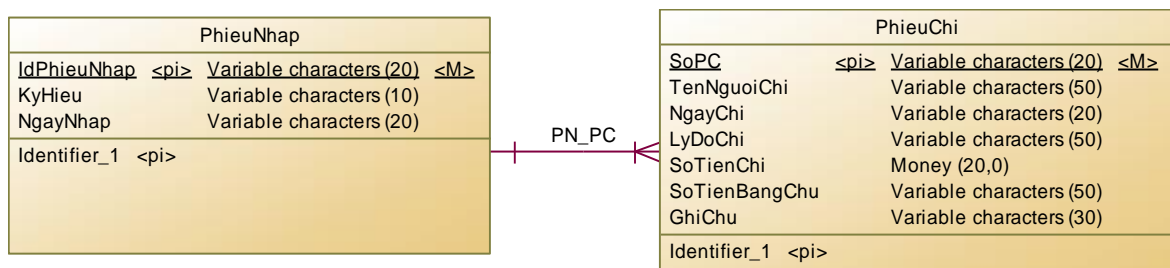 PhieuNhap
IdPhieuNhap <pi> Variable characters (20) <M>
KyHieu Variable characters (10)
NgayNhap Variable characters (20)
Identifier_1 <pi>
PN_PC
PhieuChi
SoPC <pi> Variable characters (20) <M>
TenNguoiChi Variable characters (50)
NgayChi Variable characters (20)
LyDoChi Variable characters (50)
SoTienChi Money (20,0)
SoTienBangChu Variable characters (50)
GhiChu Variable characters (30)
Identifier_1 <pi>